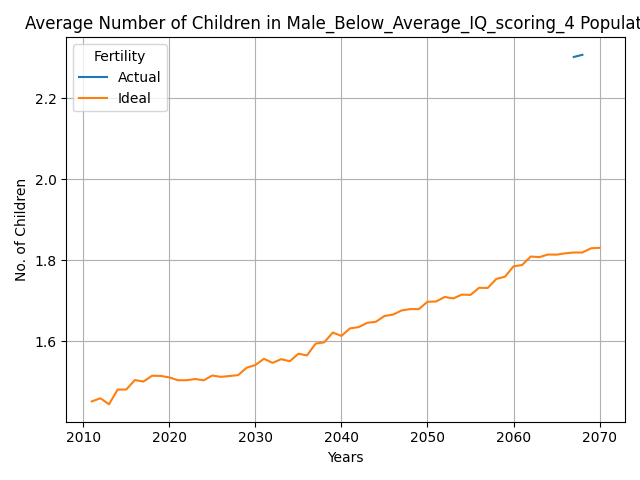 Average Number of Children in Male_Below_Average_IQ_scoring_4 Populat
Fertility
Actual
Ideal
2.2
2.0
1.8
1.6
No. of Children
2010 2020 2030 2040 2050 2060 2070
Years